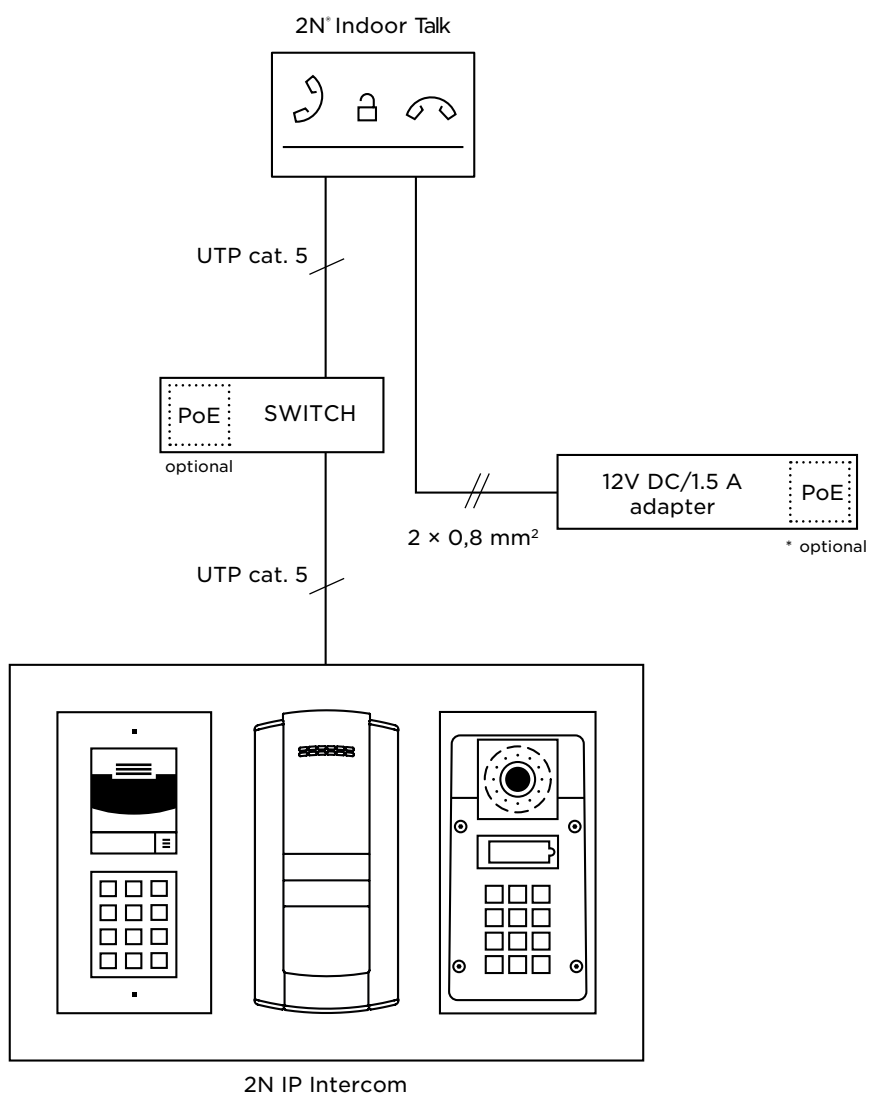 2N® Indoor Talk
UTP cat. 5
PoE SWITCH
optional
12V DC/1.5 A
adapter
PoE
* optional
2 × 0,8 mm²
UTP cat. 5
2N IP Intercom